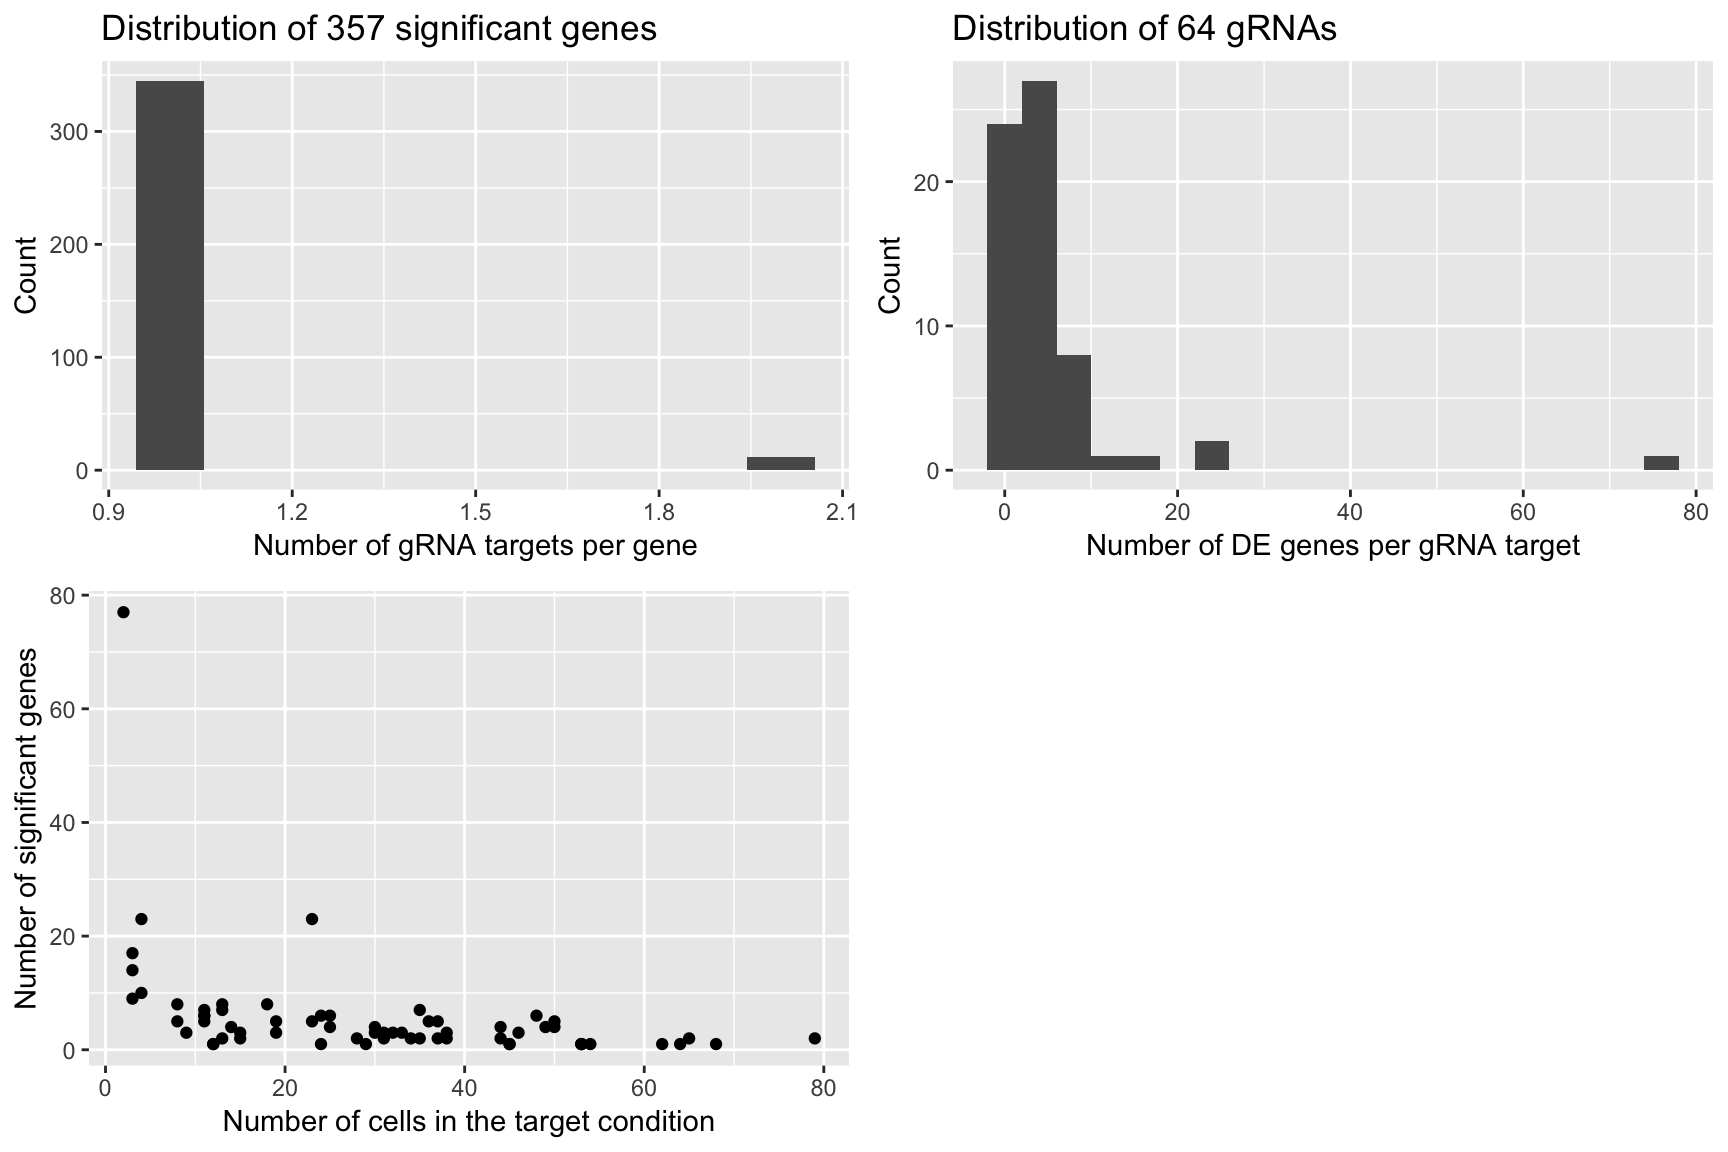 Distribution of 357 significant genes
Count
300
200
100
0
0.9 1.2 1.5 1.8 2.1
Number of gRNA targets per gene
Distribution of 64 gRNAs
Count
20
10
0
0 20 40 60 80
Number of DE genes per gRNA target
Number of significant genes
80
60
40
20
0
0 20 40 60 80
Number of cells in the target condition